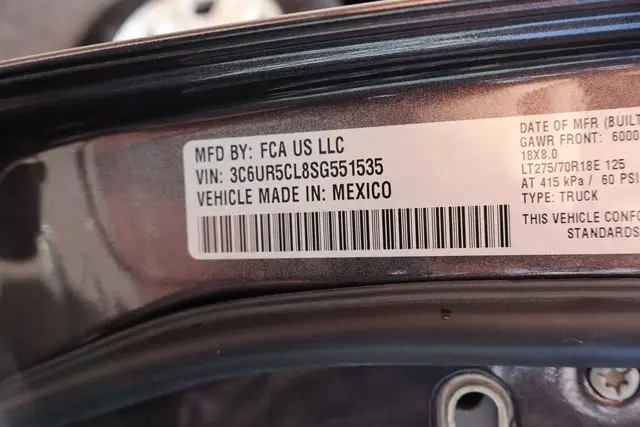 MFD BY: FCA US LLC
VIN: 3C6UR5CL8SG551535
VEHICLE MADE IN: MEXICO
DATE OF MFR (BUILT
GAWR FRONT: 6000
18X8.0
LT275/70R18E 125
AT 415 kPa / 60 PSI
TYPE: TRUCK
THIS VEHICLE CONFO
STANDARDS